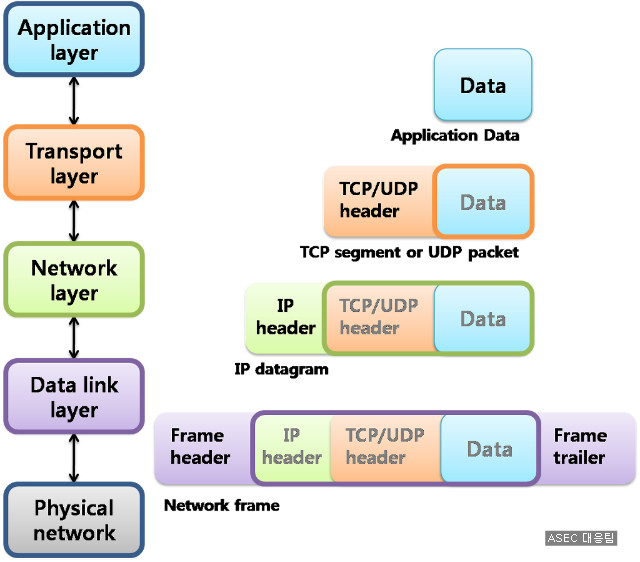 Application
layer
Data
Application Data
Transport
layer
TCP/UDP
header
Data
TCP segment or UDP packet
Network
layer
IP
header
TCP/UDP
header
Data
IP datagram
Data link
layer
Frame
header
IP
header
TCP/UDP
header
Data
Frame
trailer
Network frame
Physical
network
ASEC 대응팀